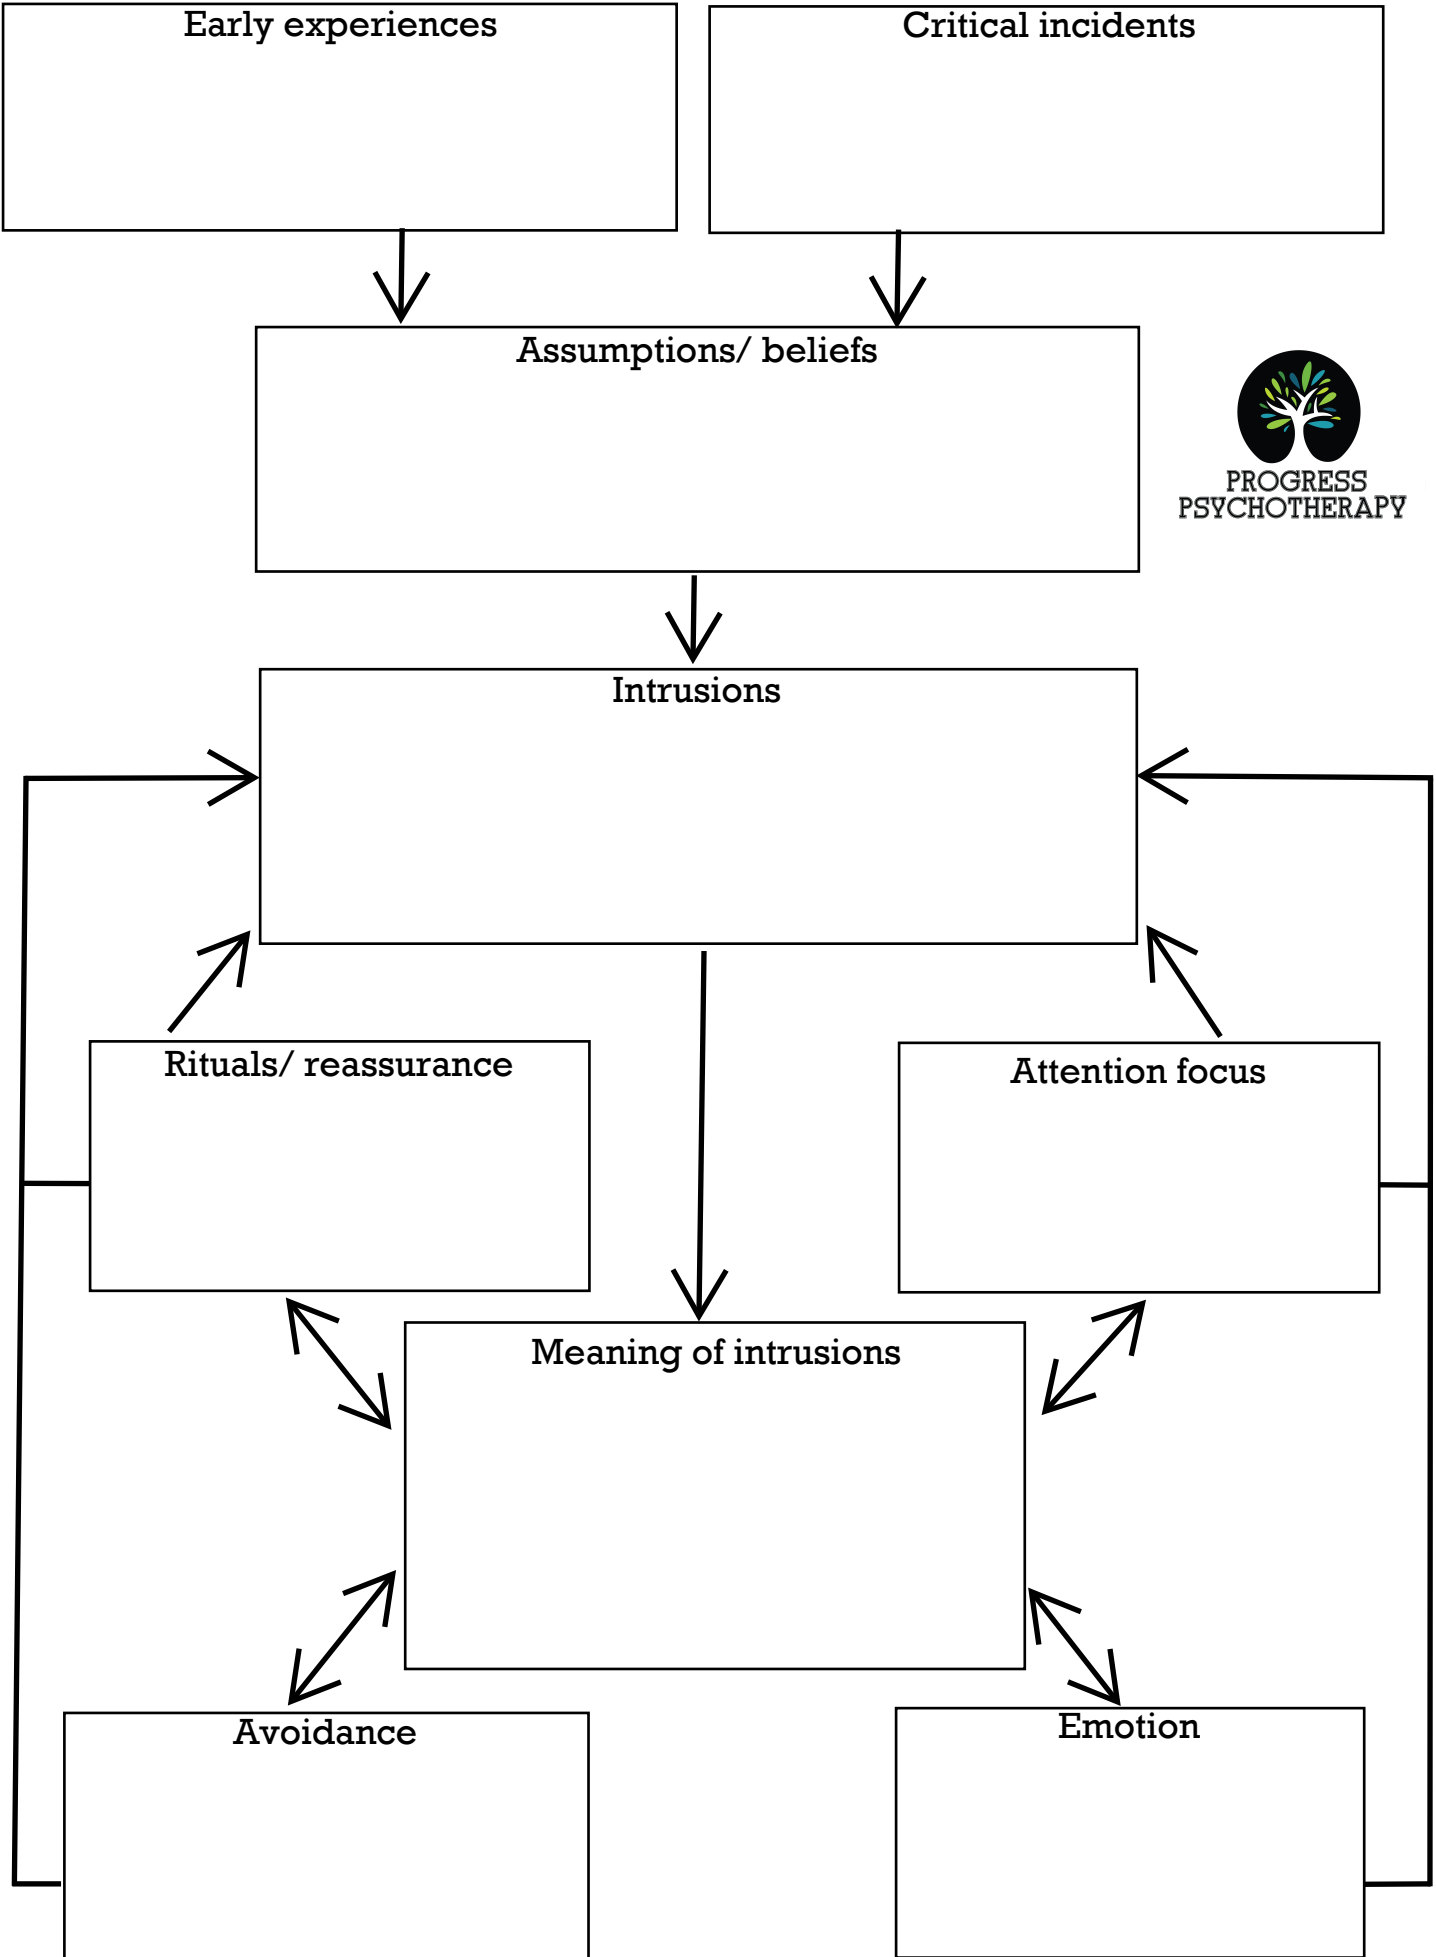 Early experiences
Critical incidents
Assumptions/ beliefs
PROGRESS
PSYCHOTHERAPY
Intrusions
Rituals/ reassurance
Attention focus
Meaning of intrusions
Avoidance
Emotion